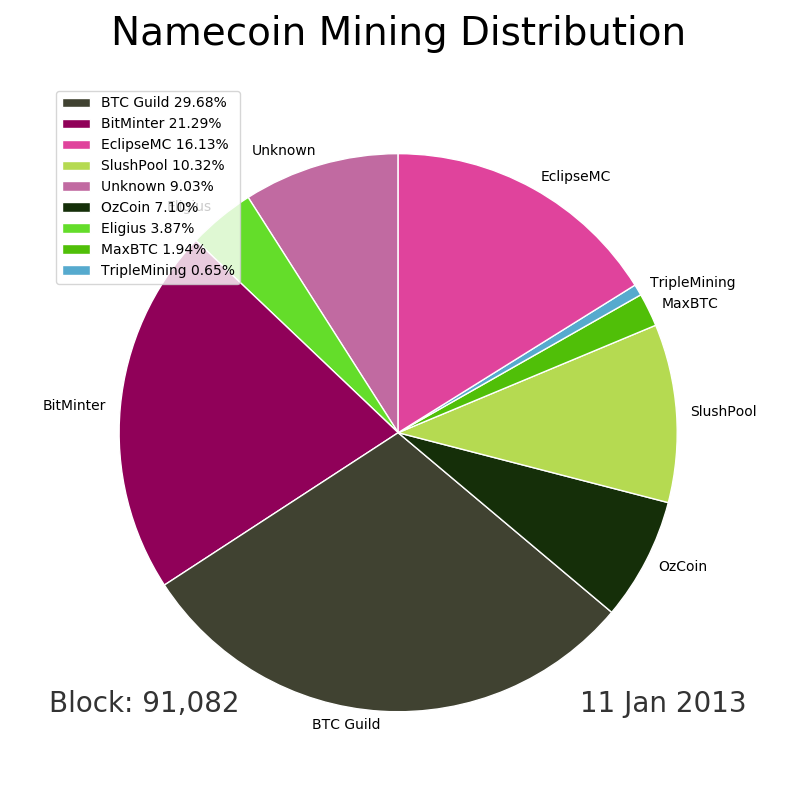 Namecoin Mining Distribution
BTC Guild 29.68%
BitMinter 21.29%
EclipseMC 16.13%
SlushPool 10.32%
Unknown 9.03%
OzCoin 7.10%
Eligius 3.87%
MaxBTC 1.94%
TripleMining 0.65%
Unknown
EclipseMC
Eligius
TripleMining
MaxBTC
BitMinter
SlushPool
OzCoin
Block: 91,082
11 Jan 2013
BTC Guild